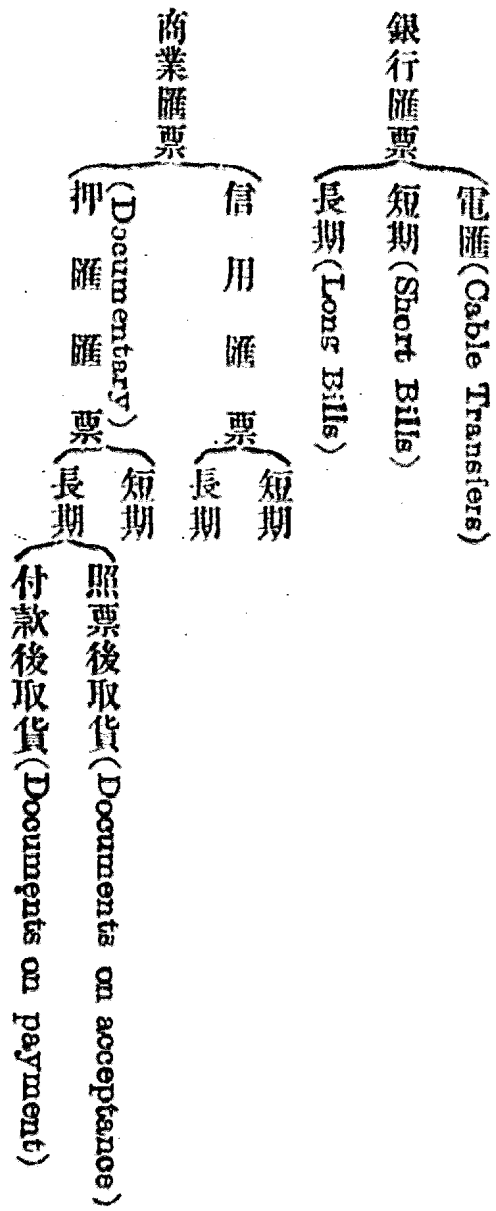 銀行匯票
電匯(Cable Transfers)
短期(Short Bills)
長期(Long Bills)
商業匯票
信用匯票
短期
長期
押匯匯票
(Documentary)
短期
長期
照票後取貨(Documents on acceptance)
付款後取貨(Documents on payment)